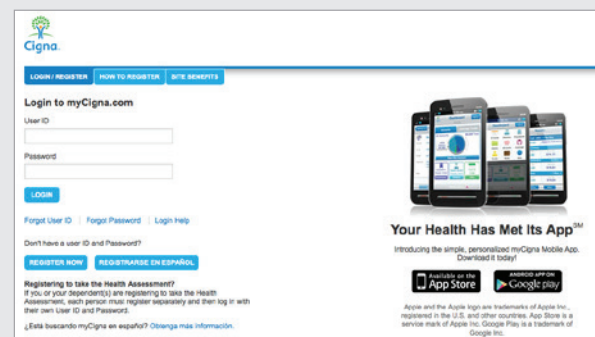 Cigna.
LOGIN / REGISTER
HOW TO REGISTER
SITE BENEFITS
Login to myCigna.com
User ID
Password
LOGIN
Forgot User ID | Forgot Password | Login Help
Don't have a user ID and Password?
REGISTER NOW
REGISTRARSE EN ESPAÑOL
Registering to take the Health Assessment?
If you or your dependent(s) are registering to take the Health
Assessment, each person must register separately and then log in with
their own User ID and Password.
¿Está buscando myCigna en español? Obtenga más información.
Your Health Has Met Its App℠
Introducing the simple, personalized myCigna Mobile App.
Download it today!
Available on the
App Store
ANDROID APP ON
Google play
Apple and the Apple logo are trademarks of Apple Inc.,
registered in the U.S. and other countries. App Store is a
service mark of Apple Inc. Google Play is a trademark of
Google Inc.